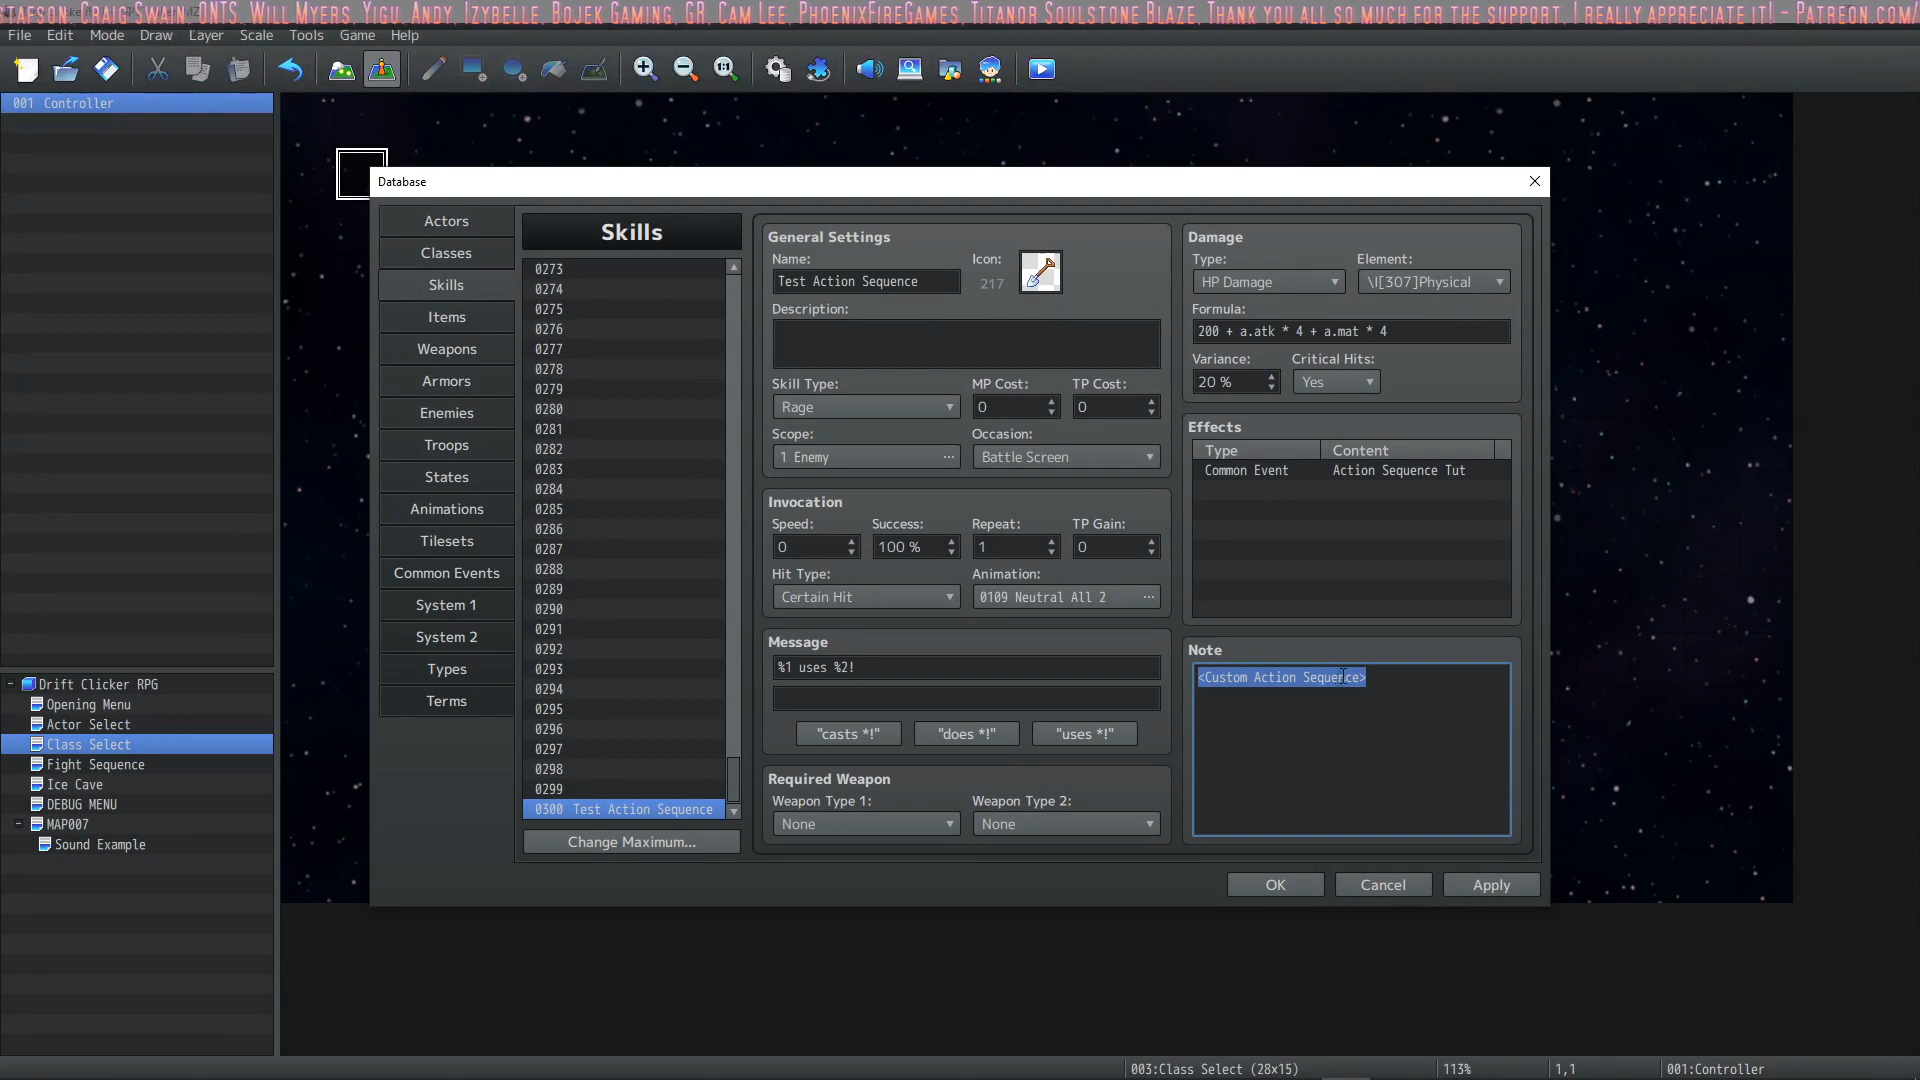 tleson, Craig Swartz, NTS, Will Myers, Yigu, Andy, Izybelle, Bojek Gaming, GR, Cam Lee, PhoenixFireGames, Titanor Soulstone Blaze, Thank you all so much for the support, I really appreciate it! - Patreon.com/
File Edit Mode Draw Layer Scale Tools Game Help
001 Controller
Database
Actors
Classes
Skills
Items
Weapons
Armors
Enemies
Troops
States
Animations
Tilesets
Common Events
System 1
System 2
Types
Terms
Skills
0273
0274
0275
0276
0277
0278
0279
0280
0281
0282
0283
0284
0285
0286
0287
0288
0289
0290
0291
0292
0293
0294
0295
0296
0297
0298
0299
0300 Test Action Sequence
Change Maximum...
General Settings
Name: Icon:
Test Action Sequence 217
Description:
Skill Type: MP Cost: TP Cost:
Rage 0 0
Scope: Occasion:
1 Enemy ... Battle Screen
Invocation
Speed: Success: Repeat: TP Gain:
0 100 % 1 0
Hit Type: Animation:
Certain Hit 0109 Neutral All 2 ...
Message
%1 uses %2!
"casts *!" "does *!" "uses *!"
Required Weapon
Weapon Type 1: Weapon Type 2:
None None
Damage
Type: Element:
HP Damage \I[307]Physical
Formula:
200 + a.atk * 4 + a.mat * 4
Variance: Critical Hits:
20 % Yes
Effects
Type Content
Common Event Action Sequence Tut
Note
<Custom Action Sequence>
OK Cancel Apply
Drift Clicker RPG
Opening Menu
Actor Select
Class Select
Fight Sequence
Ice Cave
DEBUG MENU
MAP007
Sound Example
003:Class Select (28x15) 113% 1,1 001:Controller